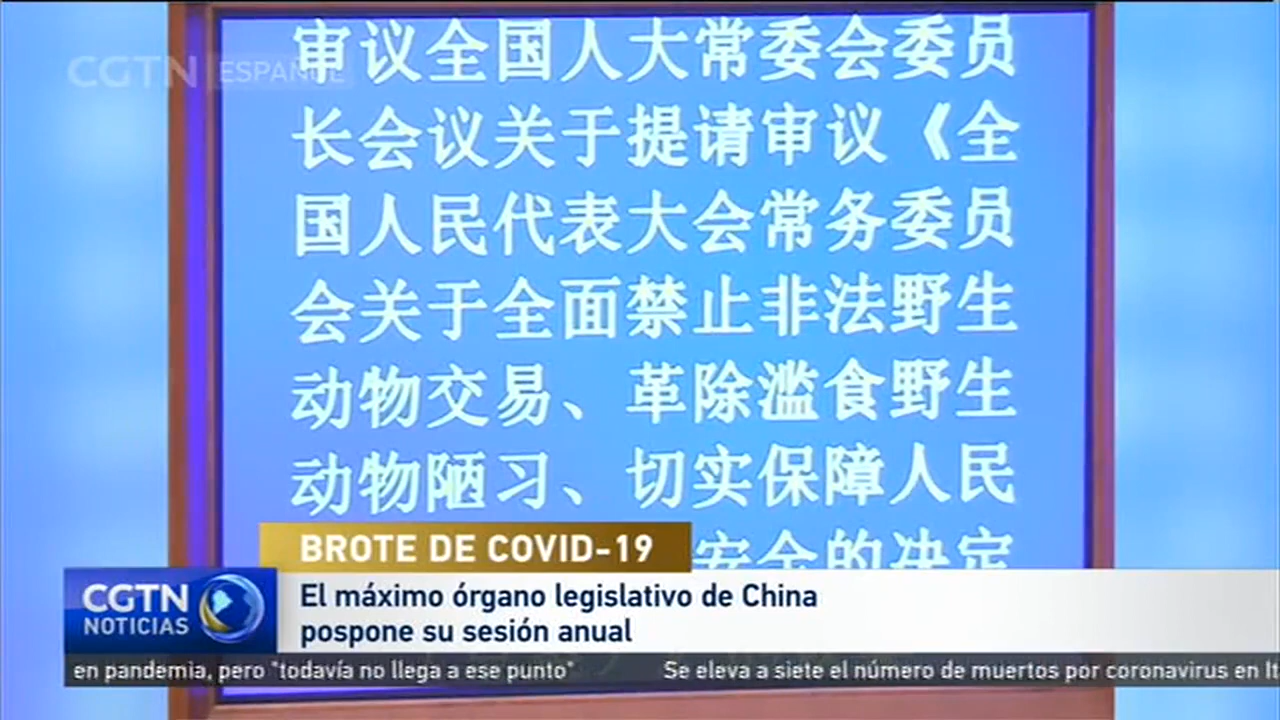 CGTN ESPAÑOL
审议全国人大常委会委员
长会议关于提请审议《全
国人民代表大会常务委员
会关于全面禁止非法野生
动物交易、革除滥食野生
动物陋习、切实保障人民
安全的决定
BROTE DE COVID-19
CGTN
NOTICIAS
El máximo órgano legislativo de China
pospone su sesión anual
en pandemia, pero "todavía no llega a ese punto" Se eleva a siete el número de muertos por coronavirus en It